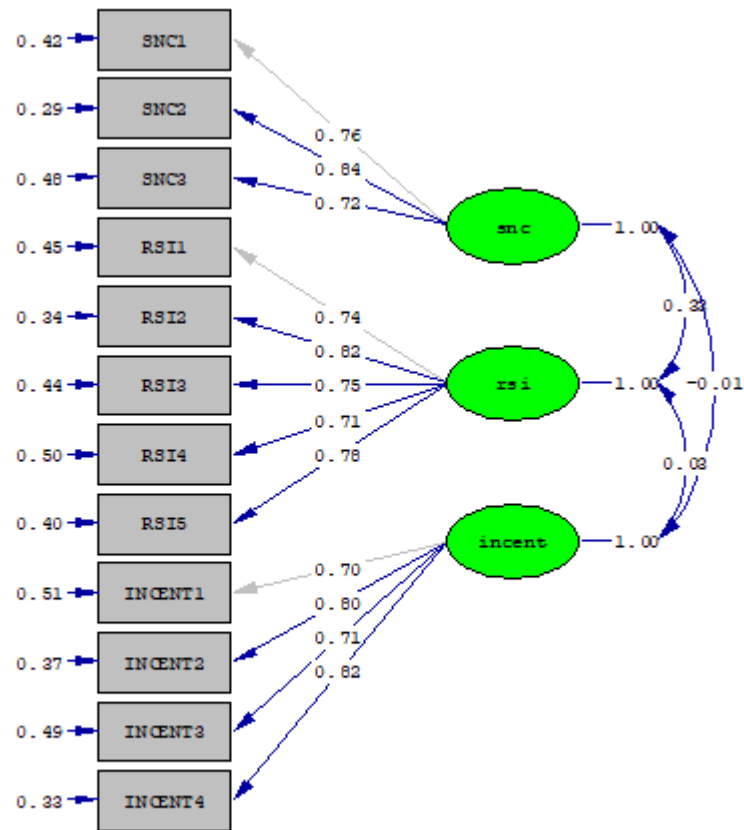 0.42 SNC1
0.29 SNC2
0.48 SNC3
0.45 RSI1
0.34 RSI2
0.44 RSI3
0.50 RSI4
0.40 RSI5
0.51 INCENT1
0.37 INCENT2
0.49 INCENT3
0.33 INCENT4
0.76
0.84
0.72
0.74
0.82
0.75
0.71
0.78
0.70
0.80
0.71
0.82
snc 1.00
rsi 1.00
incent 1.00
-0.01
0.03